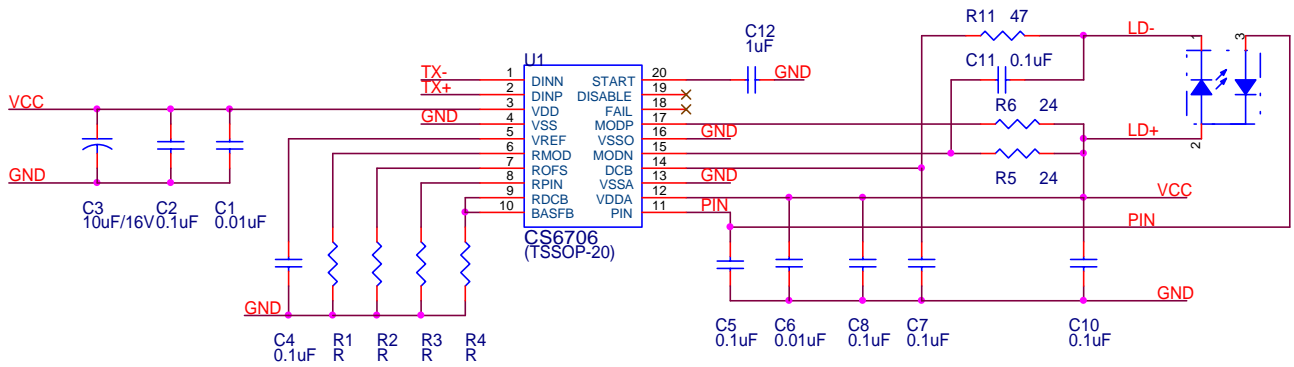 R11 47
C12
1uF
LD-
1
3
C11 0.1uF
U1
TX-
1
DINN
START
20
GND
TX+
2
DINP
DISABLE
19
VCC
3
VDD
FAIL
18
R6 24
GND
4
VSS
MODP
17
5
VREF
VSSO
16
GND
LD+
2
6
RMOD
MODN
15
7
ROFS
DCB
14
R5 24
GND
8
RPIN
VSSA
13
GND
9
RDCB
VDDA
12
VCC
10
BASFB
PIN
11
PIN
PIN
C3
10uF/16V
C2
0.1uF
C1
0.01uF
CS6706
(TSSOP-20)
GND
GND
C4
0.1uF
R1
R
R2
R
R3
R
R4
R
C5
0.1uF
C6
0.01uF
C8
0.1uF
C7
0.1uF
C10
0.1uF